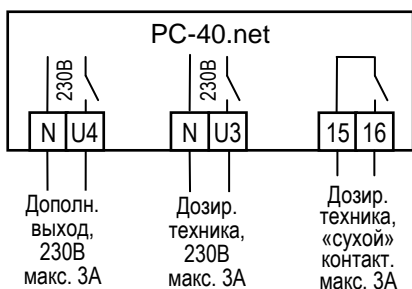 PC-40.net
230В
230В
N U4
N U3
15 16
Дополн.
выход,
230В
макс. 3А
Дозир.
техника,
230В
макс. 3А
Дозир.
техника,
«сухой»
контакт.
макс. 3А